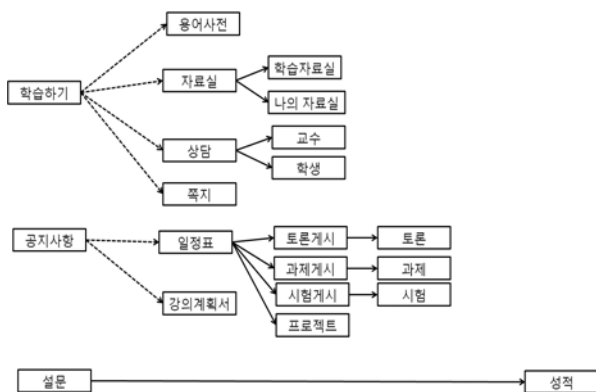 용어사전
학습하기
자료실
학습자료실
나의 자료실
상담
교수
학생
쪽지
공지사항
일정표
토론게시
토론
과제게시
과제
시험게시
시험
프로젝트
강의계획서
설문
성적